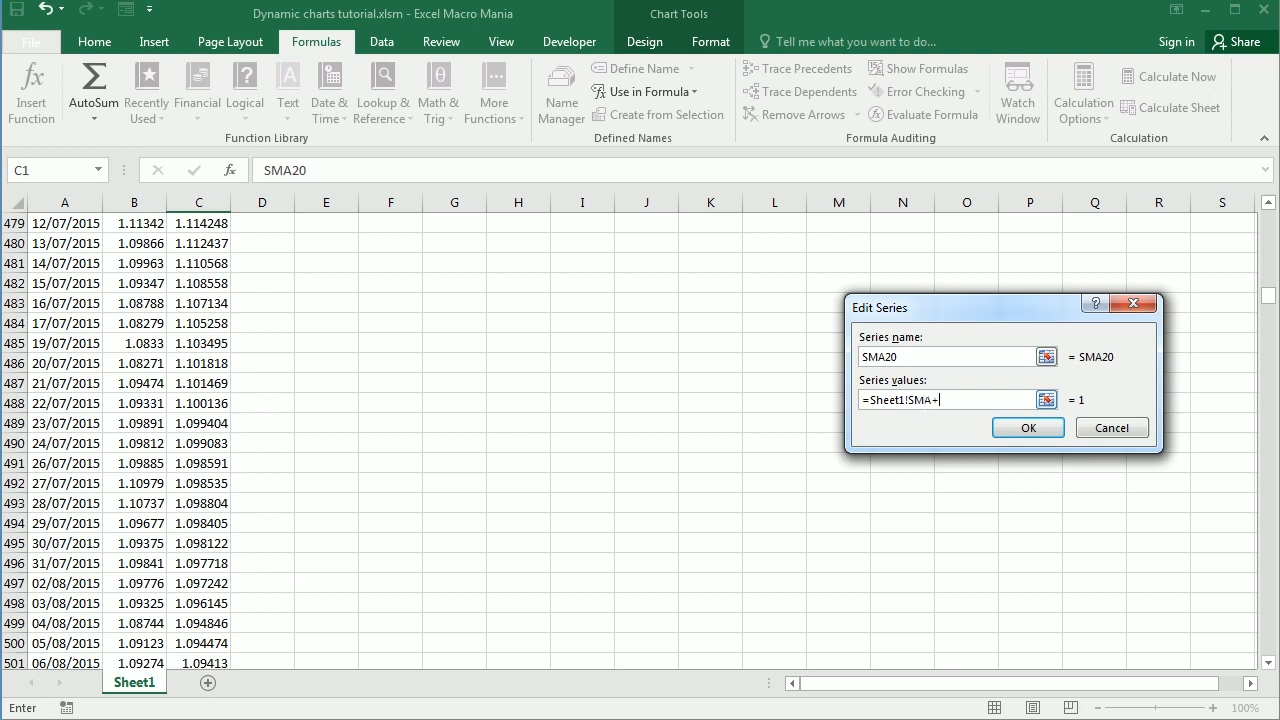 Dynamic charts tutorial.xlsm - Excel Macro Mania
Chart Tools
File Home Insert Page Layout Formulas Data Review View Developer Design Format Tell me what you want to do... Sign in Share
fx Insert Function
Σ AutoSum
Recently Used
Financial
? Logical
A Text
Date & Time
Lookup & Reference
θ Math & Trig
More Functions
Function Library
Name Manager
Define Name
Use in Formula
Create from Selection
Defined Names
Trace Precedents
Trace Dependents
Remove Arrows
Show Formulas
Error Checking
Evaluate Formula
Watch Window
Formula Auditing
Calculation Options
Calculate Now
Calculate Sheet
Calculation
C1 fx SMA20
A B C D E F G H I J K L M N O P Q R S
479 12/07/2015 1.11342 1.114248
480 13/07/2015 1.09866 1.112437
481 14/07/2015 1.09963 1.110568
482 15/07/2015 1.09347 1.108558
483 16/07/2015 1.08788 1.107134
484 17/07/2015 1.08279 1.105258
485 19/07/2015 1.0833 1.103495
486 20/07/2015 1.08271 1.101818
487 21/07/2015 1.09474 1.101469
488 22/07/2015 1.09331 1.100136
489 23/07/2015 1.09891 1.099404
490 24/07/2015 1.09812 1.099083
491 26/07/2015 1.09885 1.098591
492 27/07/2015 1.10979 1.098535
493 28/07/2015 1.10737 1.098804
494 29/07/2015 1.09677 1.098405
495 30/07/2015 1.09375 1.098122
496 31/07/2015 1.09841 1.097718
497 02/08/2015 1.09776 1.097242
498 03/08/2015 1.09325 1.096145
499 04/08/2015 1.08744 1.094846
500 05/08/2015 1.09123 1.094474
501 06/08/2015 1.09274 1.09413
Edit Series
?
Series name:
SMA20 = SMA20
Series values:
=Sheet1!SMA+ = 1
OK Cancel
Sheet1
Enter 100%